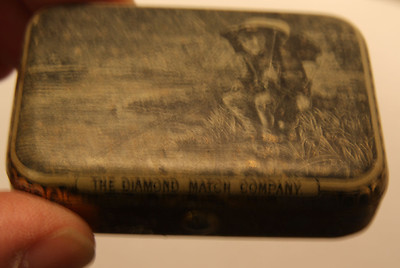 THE DIAMOND MATCH COMPANY